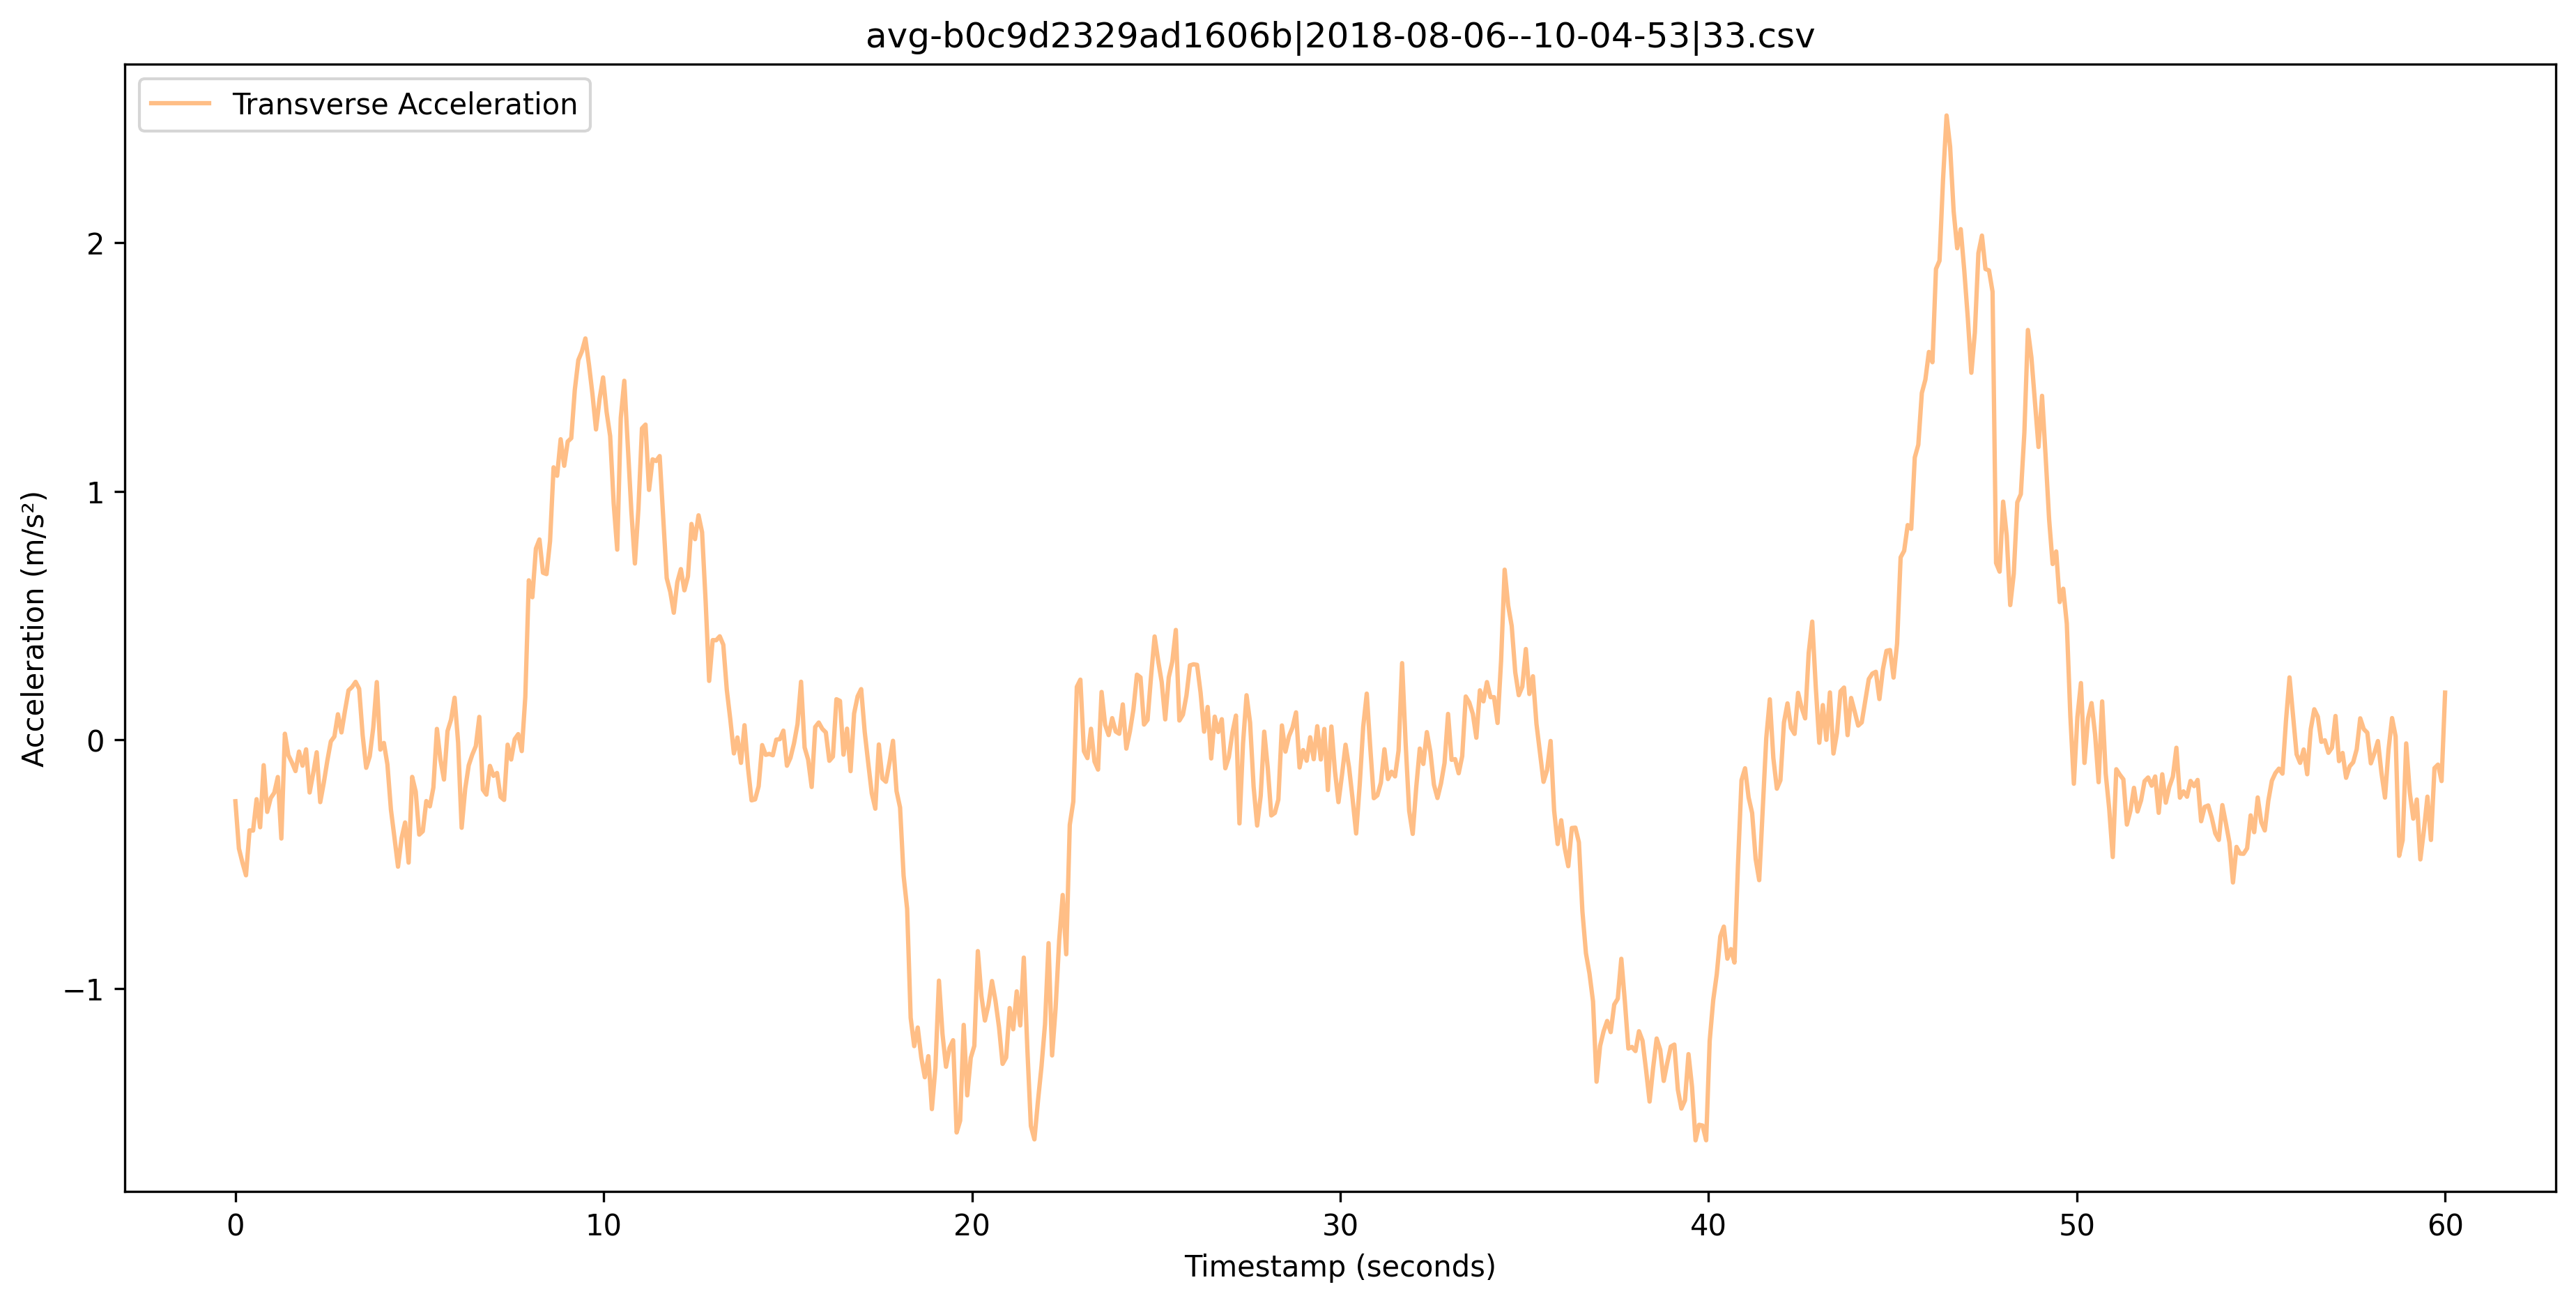 avg-b0c9d2329ad1606b|2018-08-06--10-04-53|33.csv
Transverse Acceleration
Acceleration (m/s²)
2
1
0
−1
0 10 20 30 40 50 60
Timestamp (seconds)